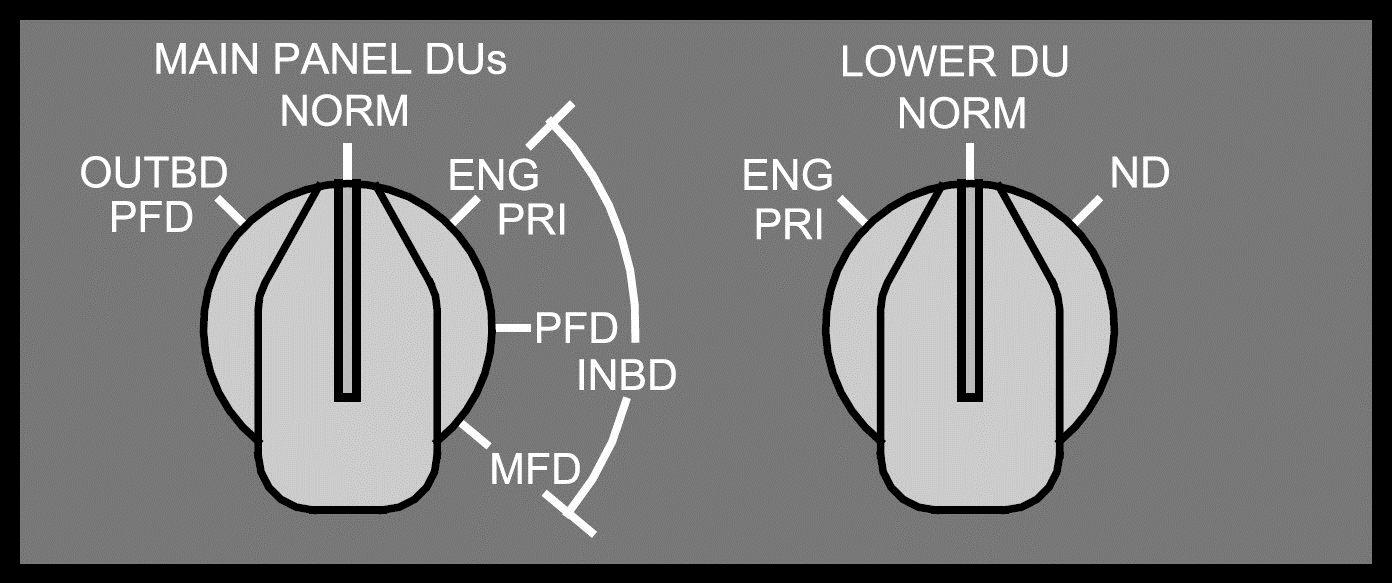 MAIN PANEL DUs
NORM
OUTBD
PFD
ENG
PRI
PFD
INBD
MFD
LOWER DU
NORM
ENG
PRI
ND